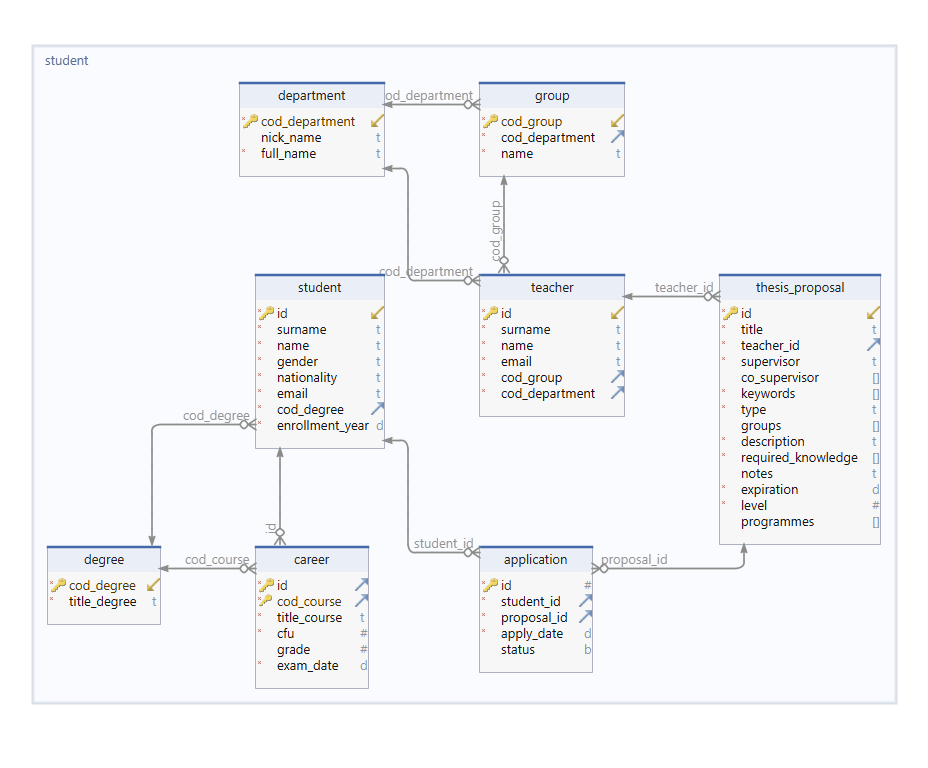 student
department
cod_department
nick_name t
full_name t
od_department
group
cod_group
cod_department
name t
cod_group
cod_department
student
id
surname t
name t
gender t
nationality t
email t
cod_degree
enrollment_year d
teacher
id
surname t
name t
email t
cod_group
cod_department
teacher_id
thesis_proposal
id
title t
teacher_id
supervisor t
co_supervisor []
keywords []
type t
groups []
description t
required_knowledge []
notes t
expiration d
level #
programmes []
cod_degree
id
student_id
proposal_id
degree
cod_degree
title_degree t
cod_course
career
id
cod_course
title_course t
cfu #
grade #
exam_date d
application
id #
student_id
proposal_id
apply_date d
status b